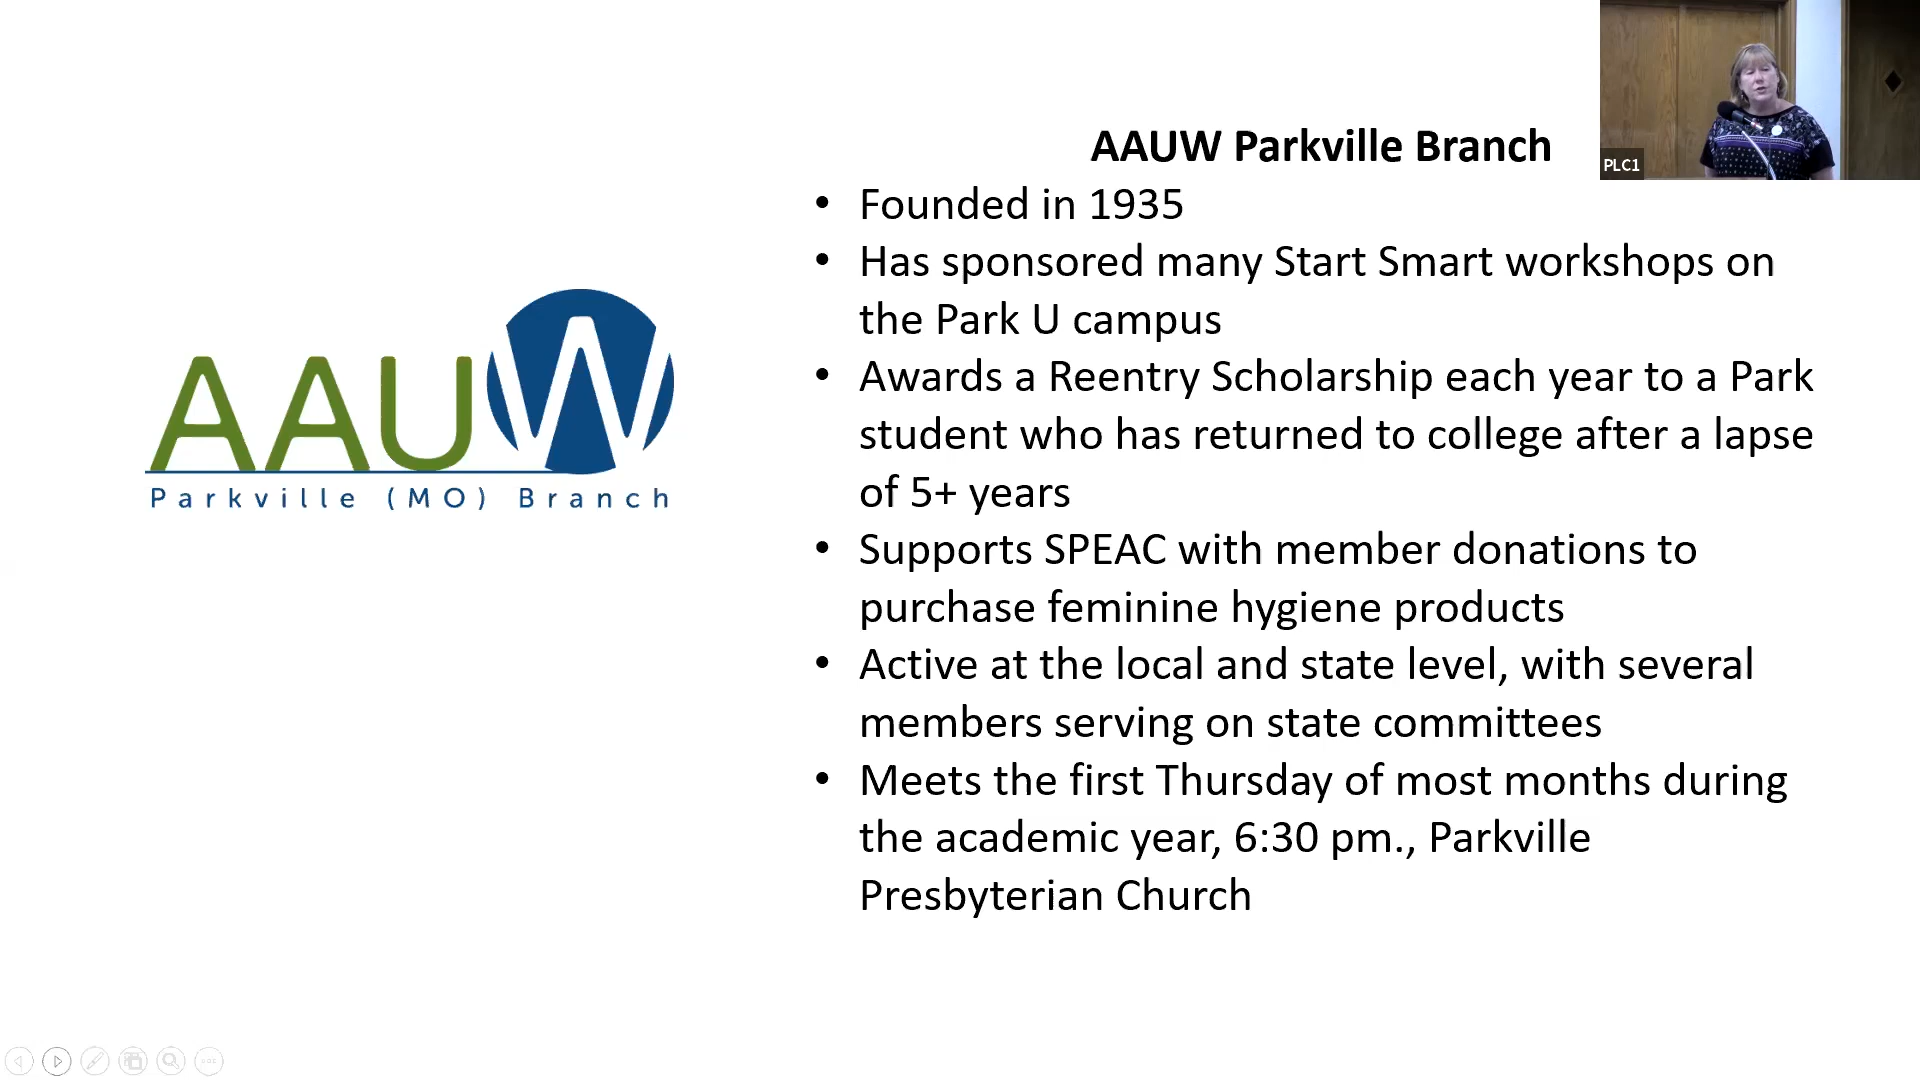 PLC1
AAUW Parkville Branch
• Founded in 1935
• Has sponsored many Start Smart workshops on
the Park U campus
• Awards a Reentry Scholarship each year to a Park
student who has returned to college after a lapse
of 5+ years
• Supports SPEAC with member donations to
purchase feminine hygiene products
• Active at the local and state level, with several
members serving on state committees
• Meets the first Thursday of most months during
the academic year, 6:30 pm., Parkville
Presbyterian Church
AAUW
Parkville (MO) Branch